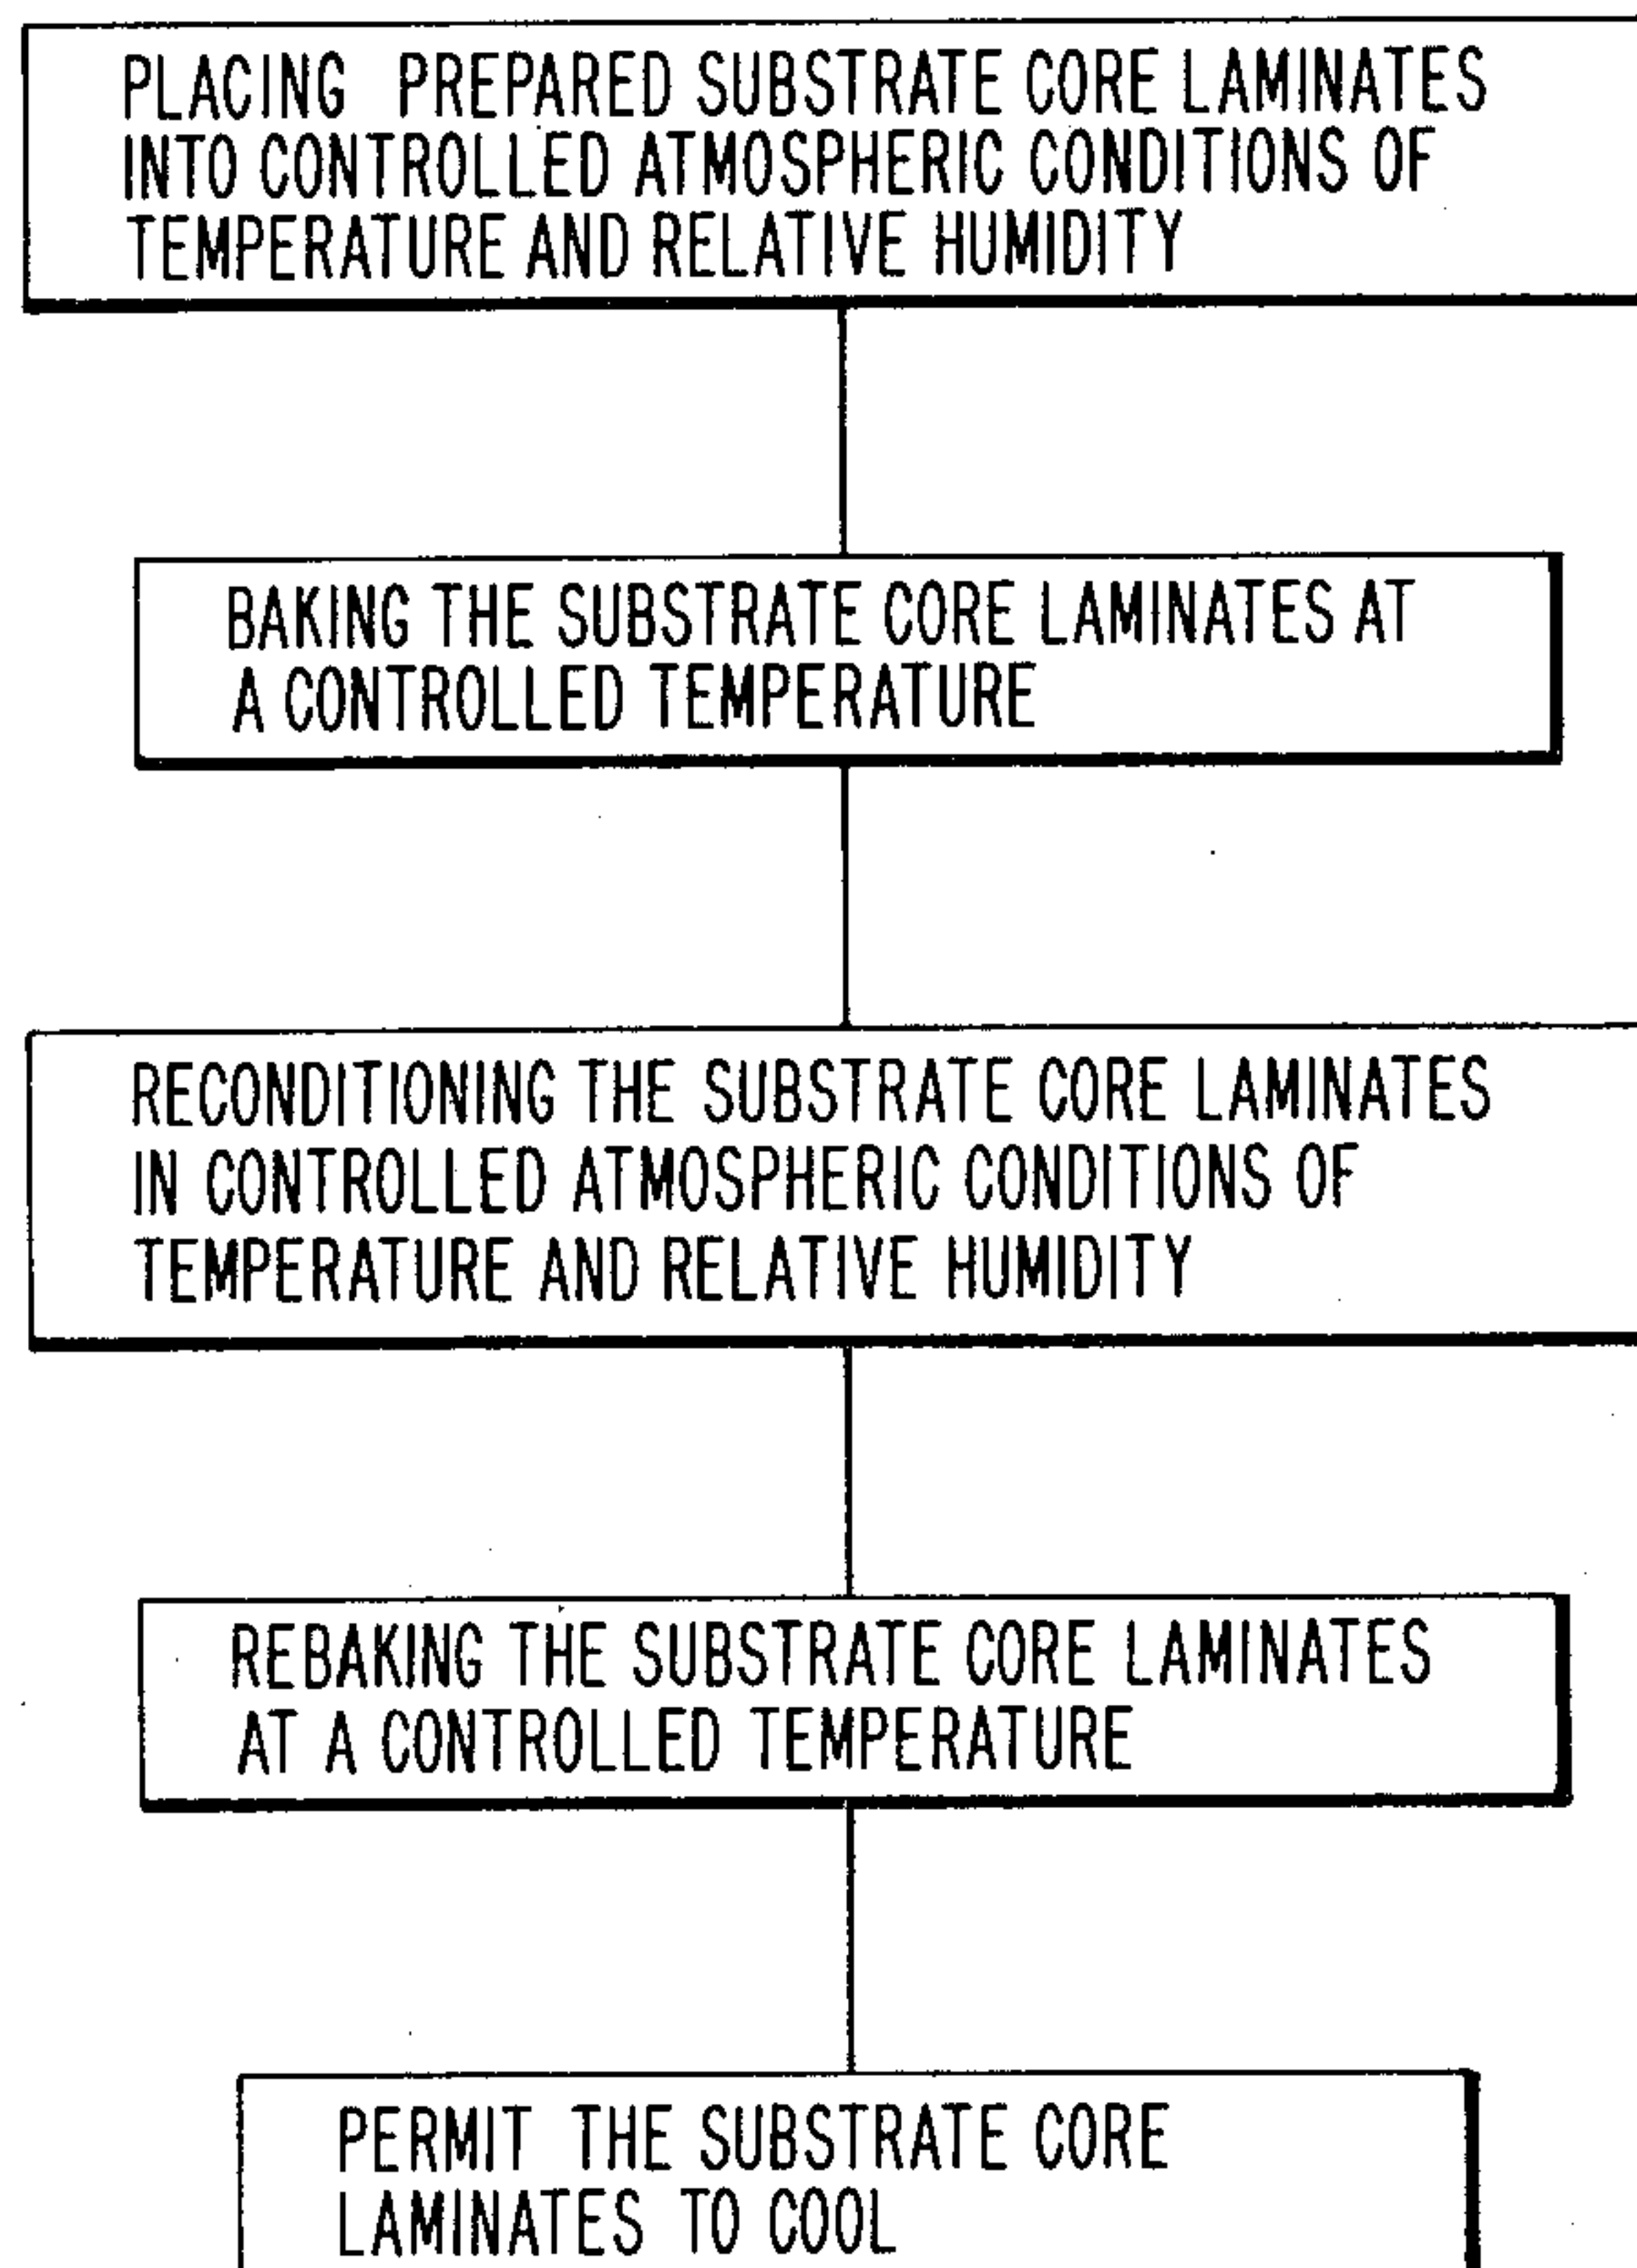 PLACING PREPARED SUBSTRATE CORE LAMINATES
INTO CONTROLLED ATMOSPHERIC CONDITIONS OF
TEMPERATURE AND RELATIVE HUMIDITY
BAKING THE SUBSTRATE CORE LAMINATES AT
A CONTROLLED TEMPERATURE
RECONDITIONING THE SUBSTRATE CORE LAMINATES
IN CONTROLLED ATMOSPHERIC CONDITIONS OF
TEMPERATURE AND RELATIVE HUMIDITY
REBAKING THE SUBSTRATE CORE LAMINATES
AT A CONTROLLED TEMPERATURE
PERMIT THE SUBSTRATE CORE
LAMINATES TO COOL